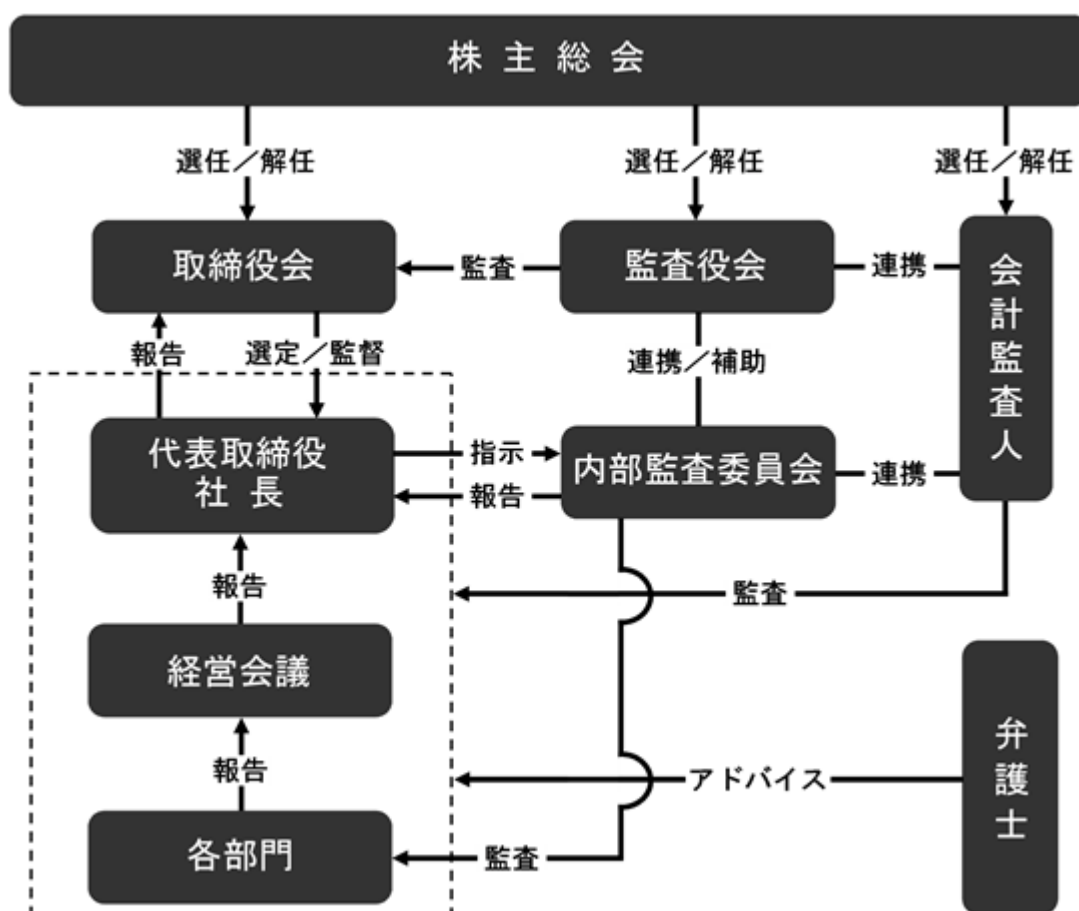 株主総会
選任／解任
選任／解任
選任／解任
取締役会
監査
監査役会
連携
会計監査人
報告
選定／監督
連携／補助
代表取締役
社長
指示
報告
内部監査委員会
連携
報告
監査
経営会議
報告
アドバイス
弁護士
各部門
監査